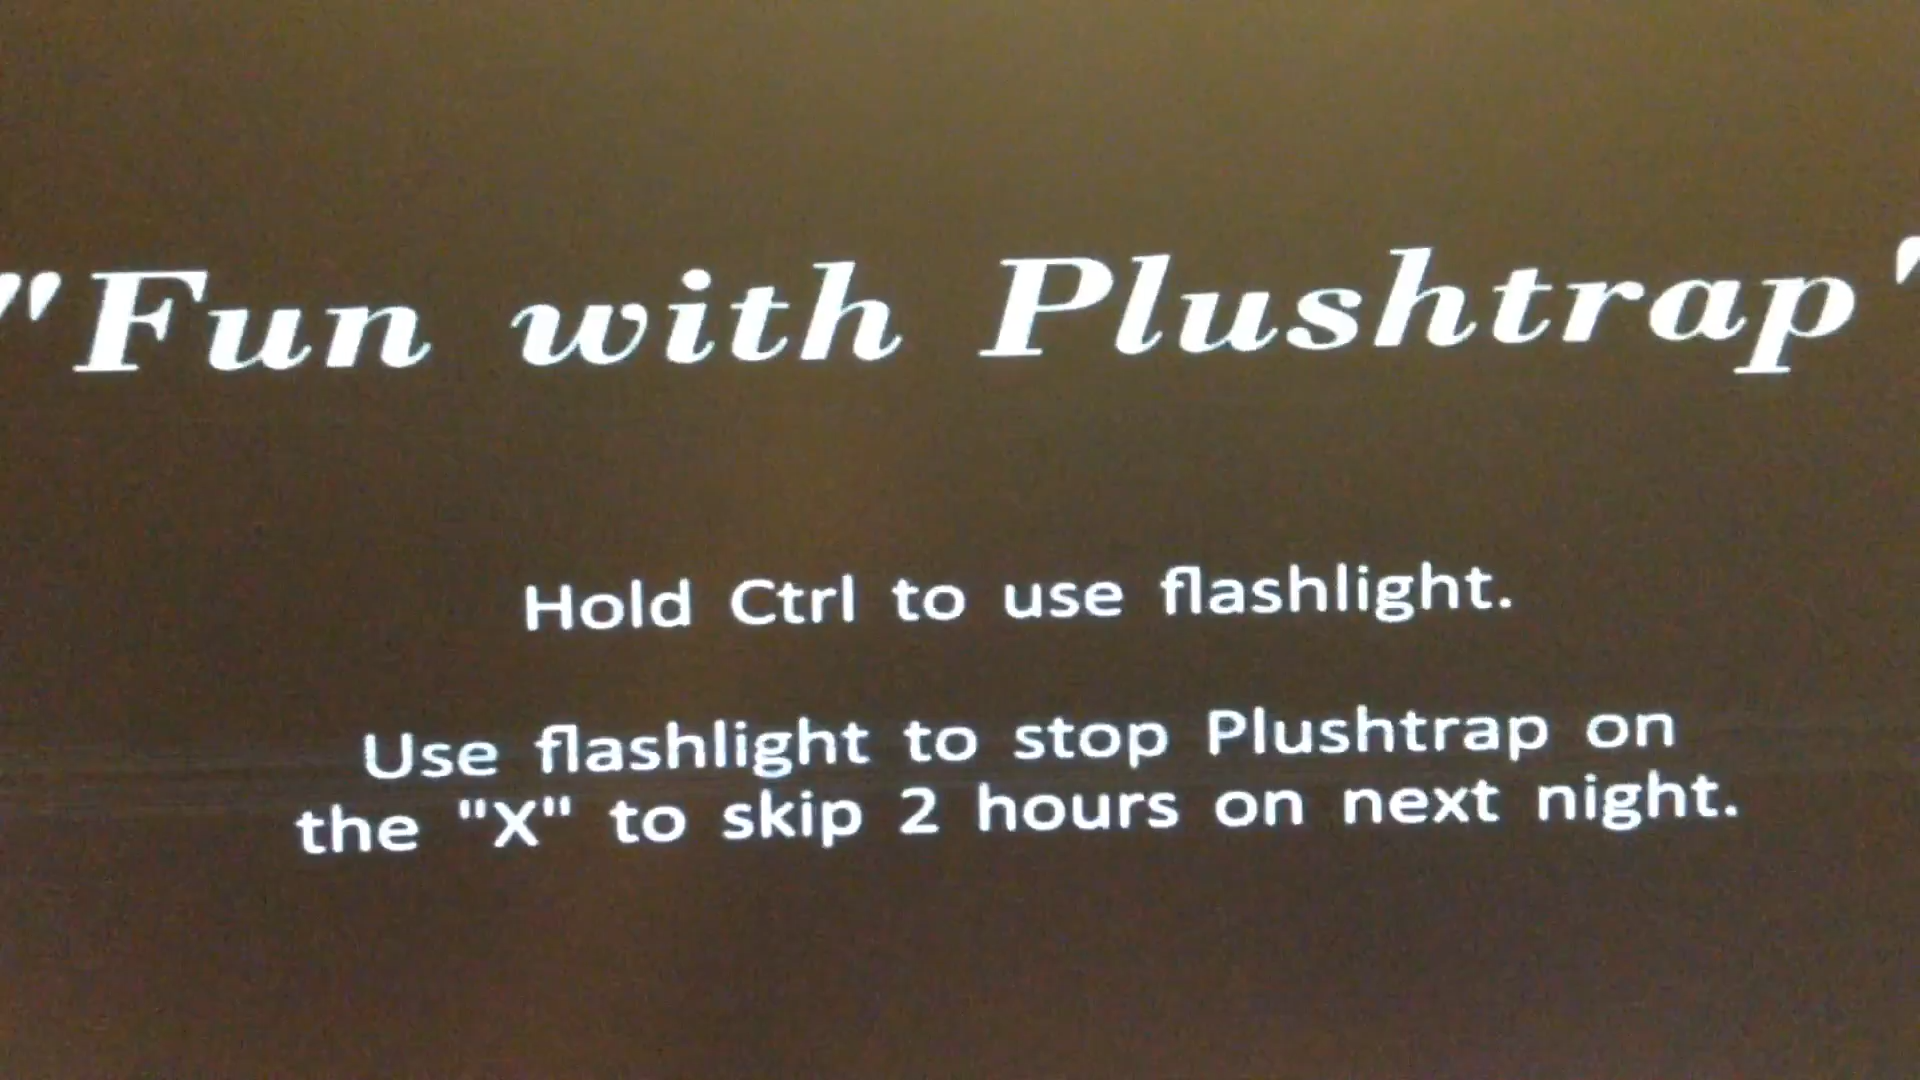 "Fun with Plushtrap"
Hold Ctrl to use flashlight.
Use flashlight to stop Plushtrap on
the "X" to skip 2 hours on next night.